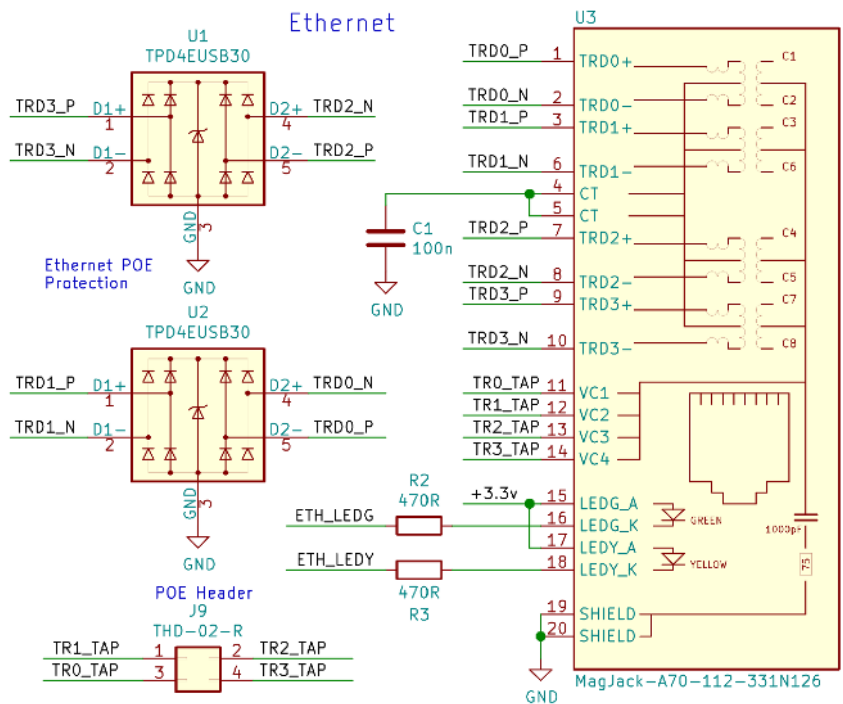 Ethernet
U1
TPD4EUSB30
TRD3_P D1+ 1
D2+ 4 TRD2_N
TRD3_N D1- 2
D2- 5 TRD2_P
GND 3
GND
Ethernet POE
Protection
U2
TPD4EUSB30
TRD1_P D1+ 1
D2+ 4 TRD0_N
TRD1_N D1- 2
D2- 5 TRD0_P
GND 3
GND
POE Header
J9
THD-02-R
TR1_TAP 1 2 TR2_TAP
TR0_TAP 3 4 TR3_TAP
C1
100n
GND
R2
470R
ETH_LEDG
ETH_LEDY
470R
R3
U3
TRD0_P 1 TRD0+
TRD0_N 2 TRD0-
TRD1_P 3 TRD1+
TRD1_N 6 TRD1-
4 CT
5 CT
TRD2_P 7 TRD2+
TRD2_N 8 TRD2-
TRD3_P 9 TRD3+
TRD3_N 10 TRD3-
TR0_TAP 11 VC1
TR1_TAP 12 VC2
TR2_TAP 13 VC3
TR3_TAP 14 VC4
+3.3v 15 LEDG_A
16 LEDG_K
17 LEDY_A
18 LEDY_K
19 SHIELD
20 SHIELD
GND
C1
C2
C3
C6
C4
C5
C7
C8
GREEN
YELLOW
1000pF
75
MagJack-A70-112-331N126